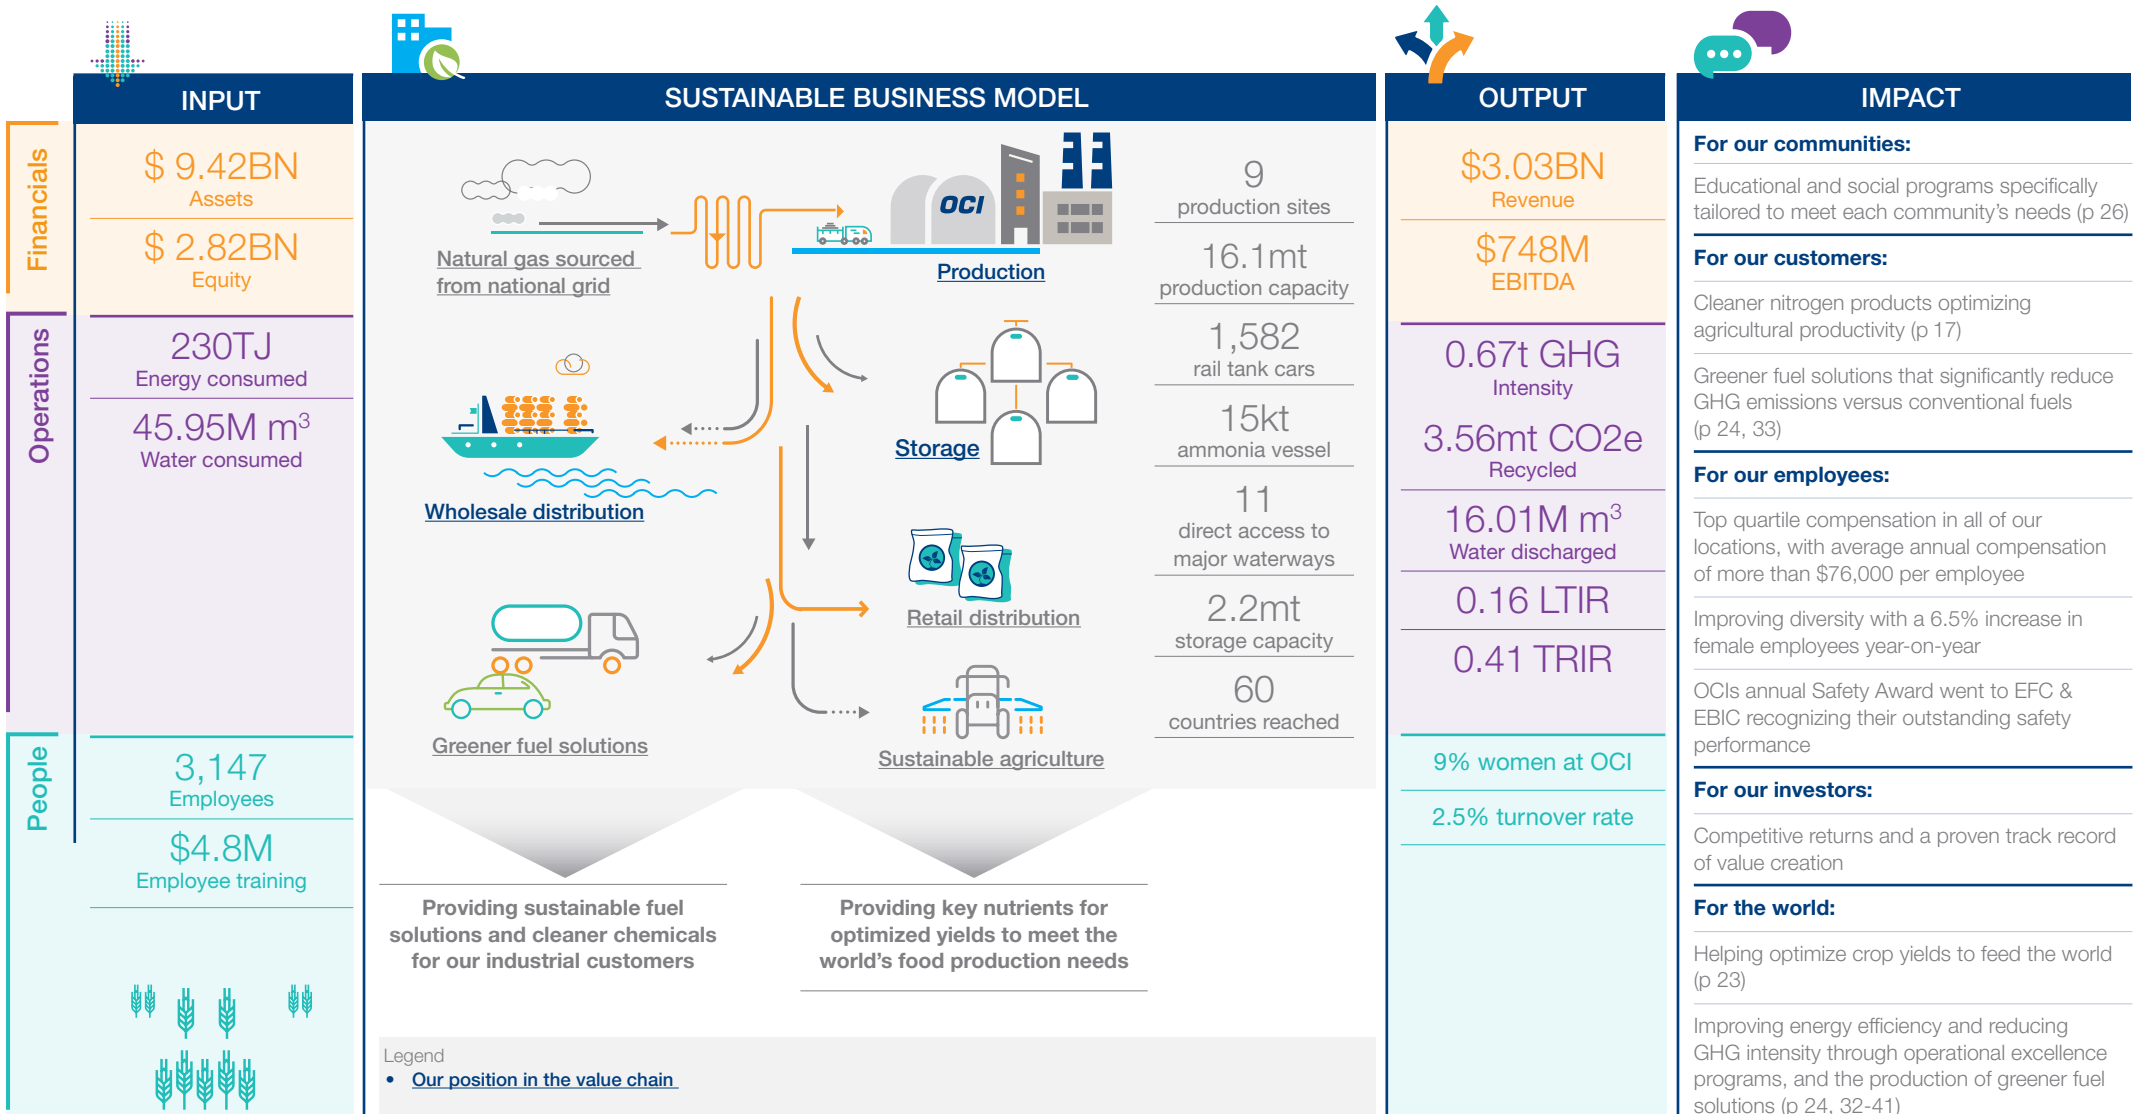 INPUT
Financials
$ 9.42BN
Assets
$ 2.82BN
Equity
Operations
230TJ
Energy consumed
45.95M m3
Water consumed
People
3,147
Employees
$4.8M
Employee training
SUSTAINABLE BUSINESS MODEL
Natural gas sourced
from national grid
OCI
Production
Storage
Wholesale distribution
Retail distribution
Greener fuel solutions
Sustainable agriculture
9
production sites
16.1mt
production capacity
1,582
rail tank cars
15kt
ammonia vessel
11
direct access to
major waterways
2.2mt
storage capacity
60
countries reached
Providing sustainable fuel
solutions and cleaner chemicals
for our industrial customers
Providing key nutrients for
optimized yields to meet the
world's food production needs
Legend
• Our position in the value chain
OUTPUT
$3.03BN
Revenue
$748M
EBITDA
0.67t GHG
Intensity
3.56mt CO2e
Recycled
16.01M m3
Water discharged
0.16 LTIR
0.41 TRIR
9% women at OCI
2.5% turnover rate
IMPACT
For our communities:
Educational and social programs specifically
tailored to meet each community's needs (p 26)
For our customers:
Cleaner nitrogen products optimizing
agricultural productivity (p 17)
Greener fuel solutions that significantly reduce
GHG emissions versus conventional fuels
(p 24, 33)
For our employees:
Top quartile compensation in all of our
locations, with average annual compensation
of more than $76,000 per employee
Improving diversity with a 6.5% increase in
female employees year-on-year
OCIs annual Safety Award went to EFC &
EBIC recognizing their outstanding safety
performance
For our investors:
Competitive returns and a proven track record
of value creation
For the world:
Helping optimize crop yields to feed the world
(p 23)
Improving energy efficiency and reducing
GHG intensity through operational excellence
programs, and the production of greener fuel
solutions (p 24, 32-41)